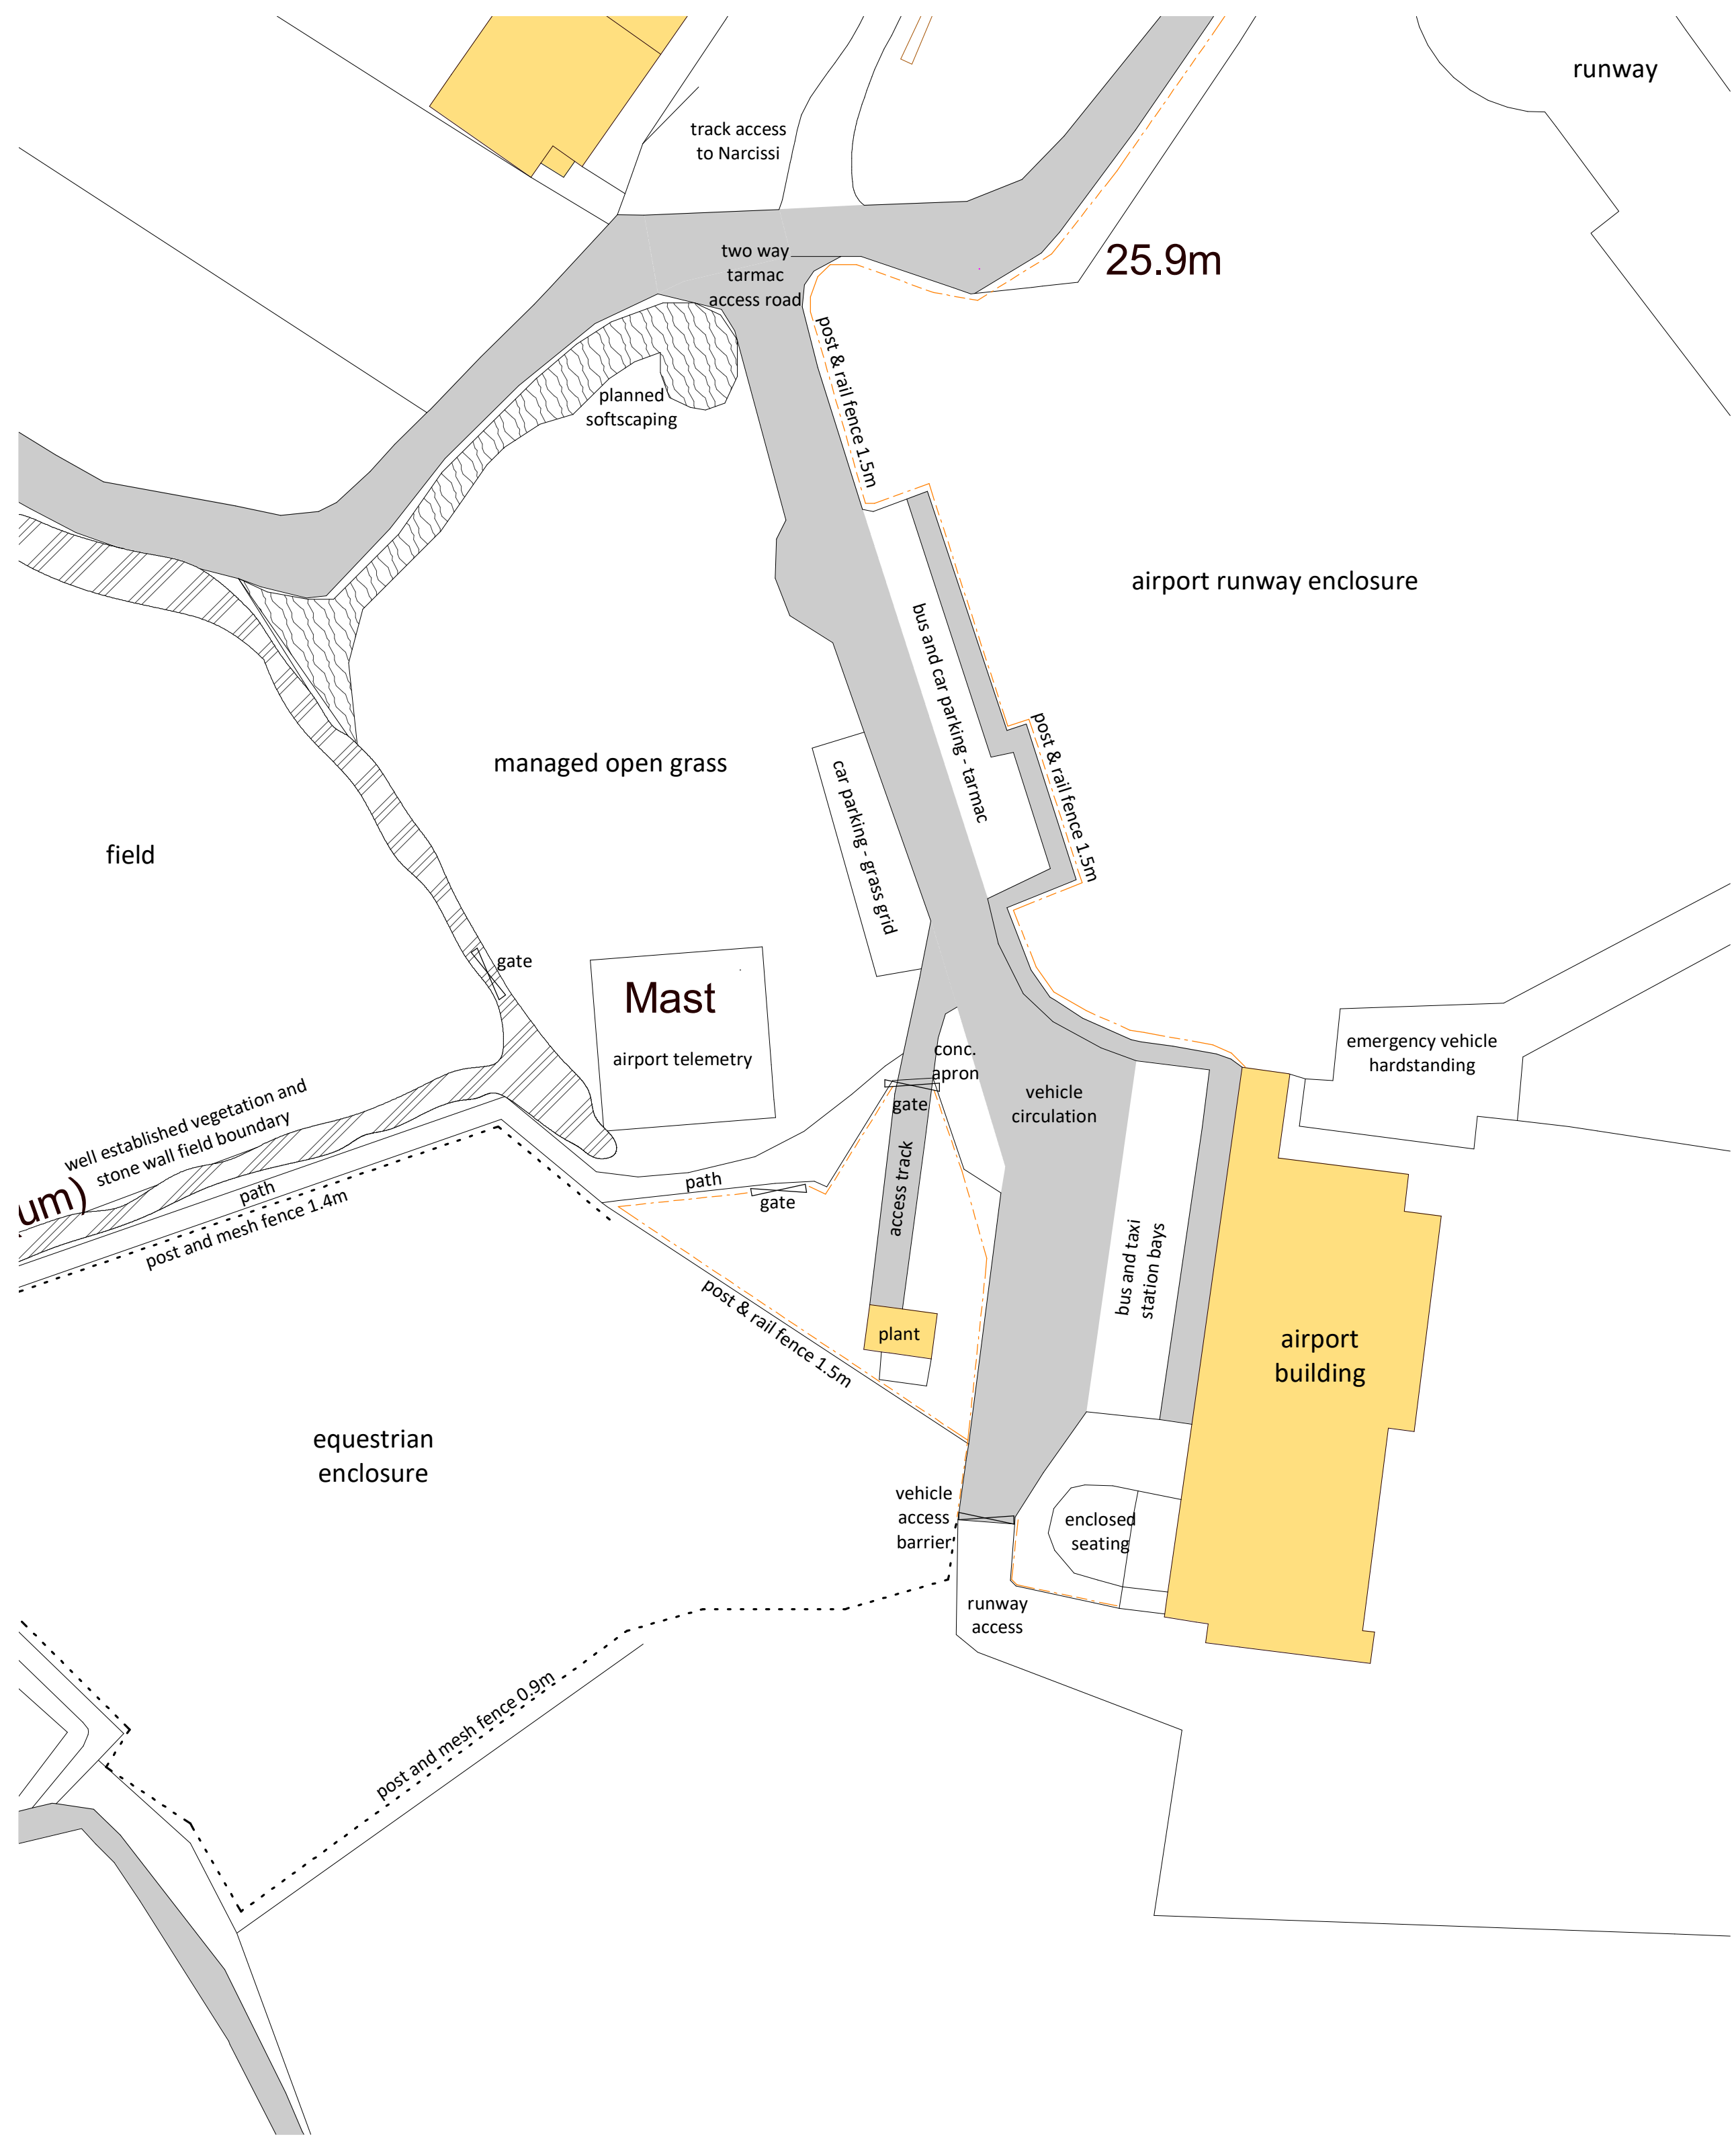 runway
track access
to Narcissi
two way
tarmac
access road
25.9m
post & rail fence 1.5m
planned
softscaping
airport runway enclosure
bus and car parking - tarmac
post & rail fence 1.5m
managed open grass
car parking - grass grid
field
gate
Mast
airport telemetry
conc.
apron
gate
vehicle
circulation
emergency vehicle
hardstanding
well established vegetation and
stone wall field boundary
um)
path
post and mesh fence 1.4m
path
gate
access track
bus and taxi
station bays
post & rail fence 1.5m
plant
airport
building
equestrian
enclosure
vehicle
access
barrier
enclosed
seating
runway
access
post and mesh fence 0.9m